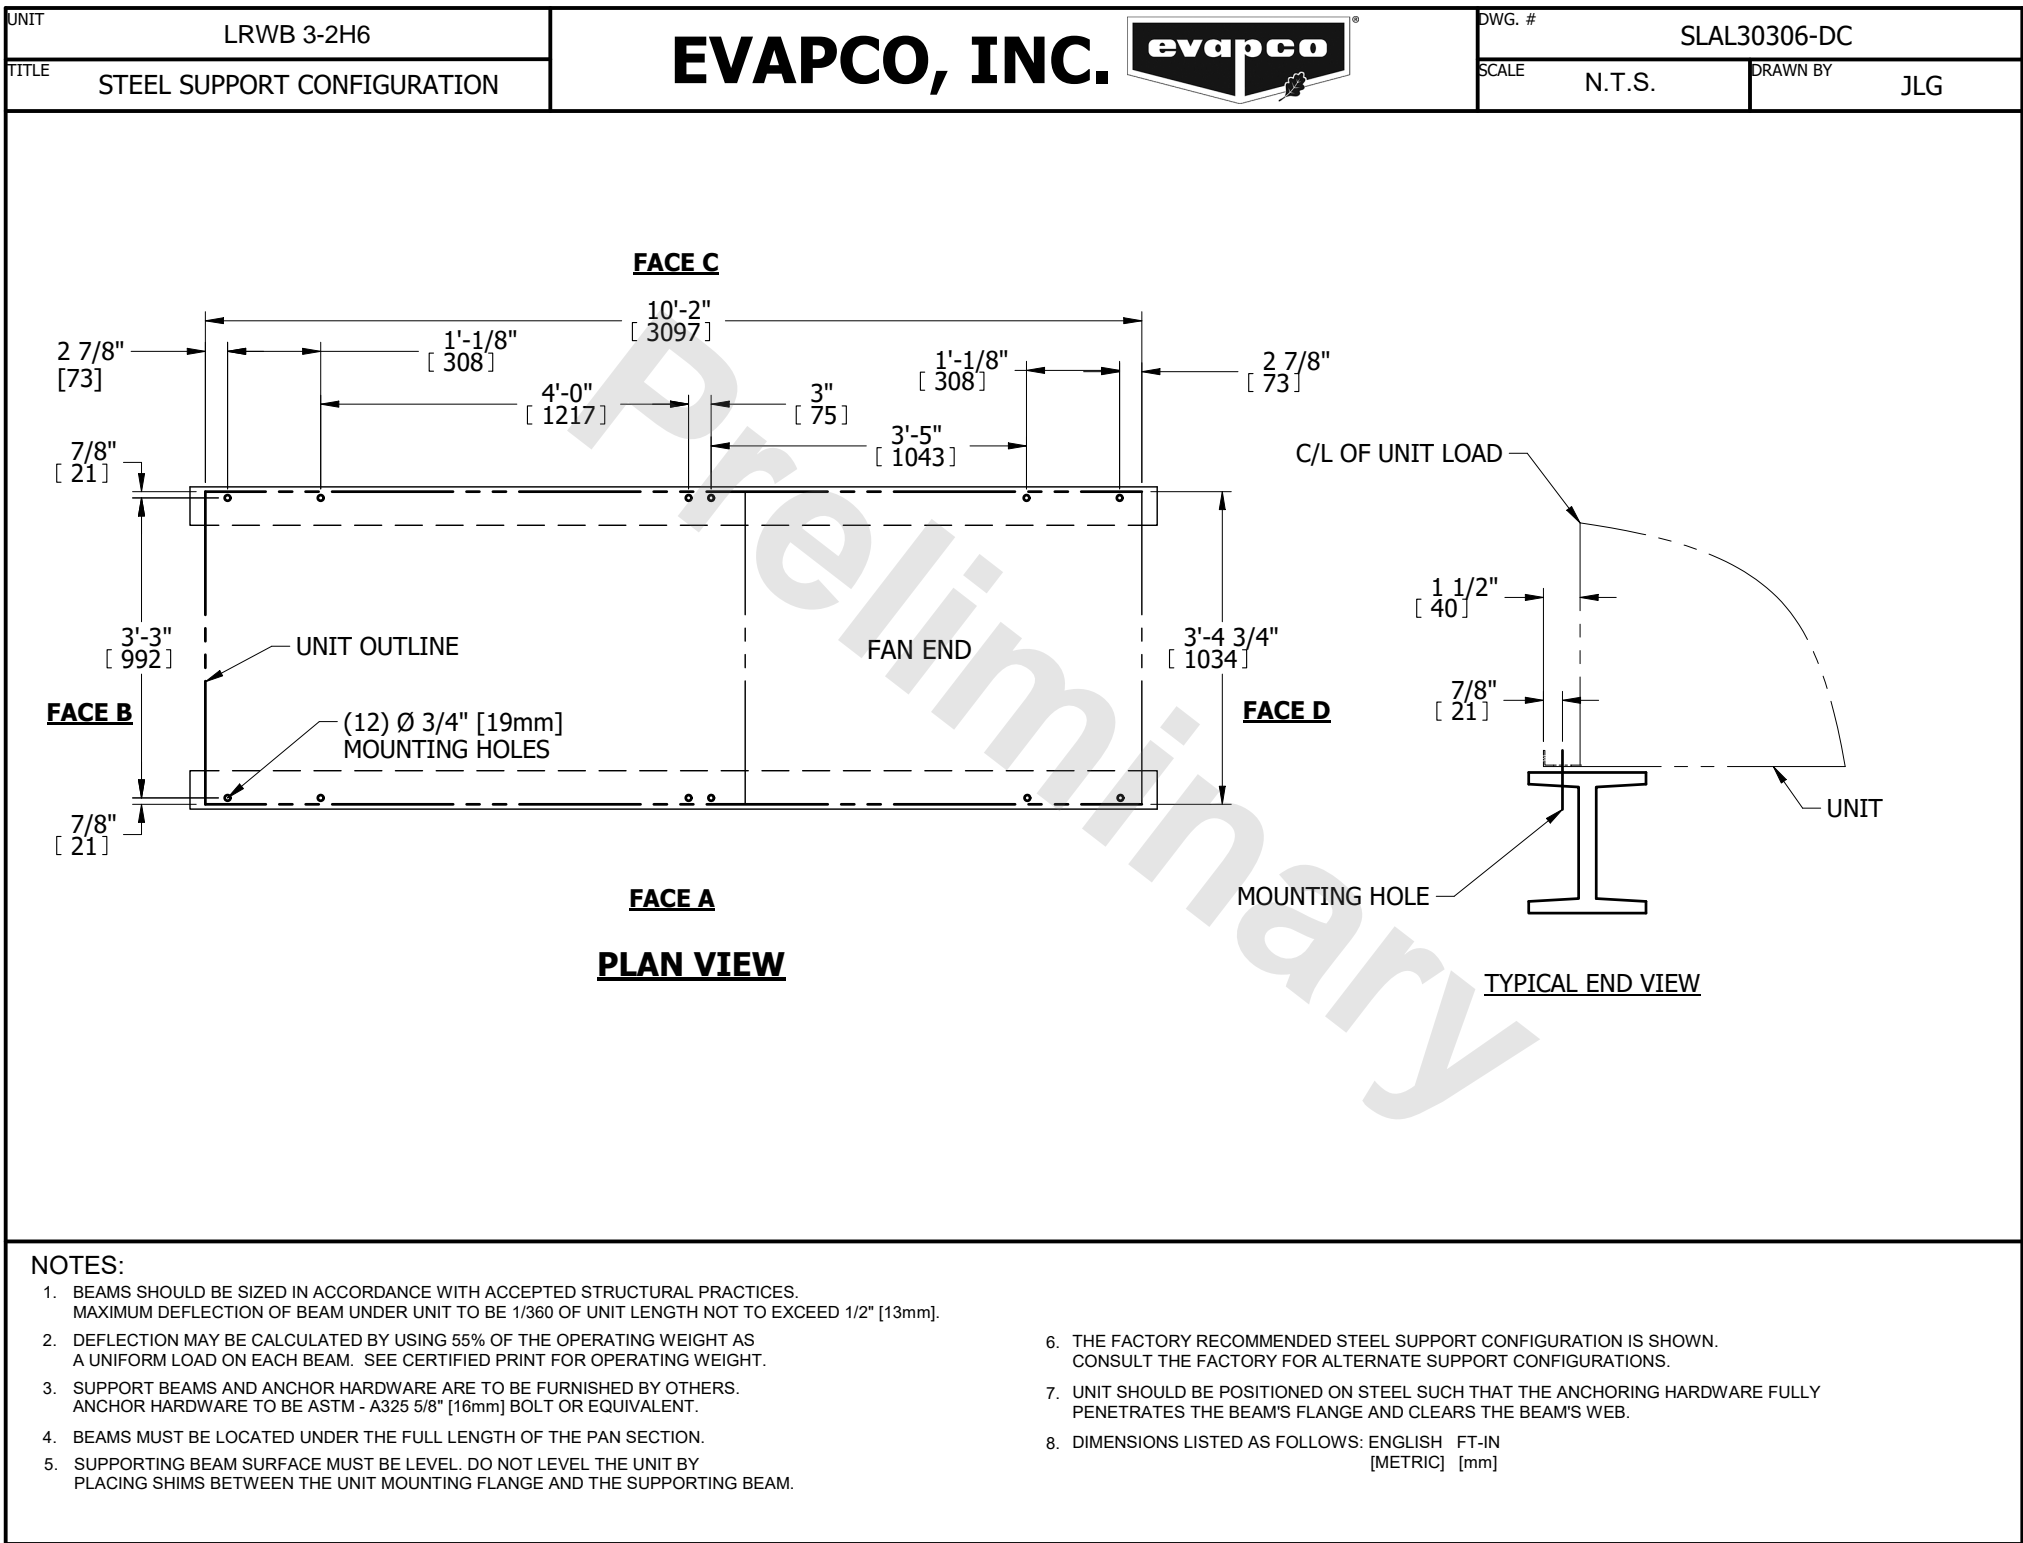 UNIT
LRWB 3-2H6
TITLE
STEEL SUPPORT CONFIGURATION
EVAPCO, INC.
evapco
®
DWG. #
SLAL30306-DC
SCALE
N.T.S.
DRAWN BY
JLG
FACE C
10'-2"
[ 3097]
2 7/8"
[73]
1'-1/8"
[ 308]
1'-1/8"
[ 308]
2 7/8"
[ 73]
4'-0"
[ 1217]
3"
[ 75]
3'-5"
[ 1043]
7/8"
[ 21]
C/L OF UNIT LOAD
1 1/2"
[ 40]
3'-3"
[ 992]
UNIT OUTLINE
FAN END
3'-4 3/4"
[ 1034]
7/8"
[ 21]
FACE B
FACE D
(12) Ø 3/4" [19mm]
MOUNTING HOLES
7/8"
[ 21]
UNIT
FACE A
MOUNTING HOLE
PLAN VIEW
TYPICAL END VIEW
Preliminary
NOTES:
1. BEAMS SHOULD BE SIZED IN ACCORDANCE WITH ACCEPTED STRUCTURAL PRACTICES.
MAXIMUM DEFLECTION OF BEAM UNDER UNIT TO BE 1/360 OF UNIT LENGTH NOT TO EXCEED 1/2" [13mm].
2. DEFLECTION MAY BE CALCULATED BY USING 55% OF THE OPERATING WEIGHT AS
A UNIFORM LOAD ON EACH BEAM. SEE CERTIFIED PRINT FOR OPERATING WEIGHT.
3. SUPPORT BEAMS AND ANCHOR HARDWARE ARE TO BE FURNISHED BY OTHERS.
ANCHOR HARDWARE TO BE ASTM - A325 5/8" [16mm] BOLT OR EQUIVALENT.
4. BEAMS MUST BE LOCATED UNDER THE FULL LENGTH OF THE PAN SECTION.
5. SUPPORTING BEAM SURFACE MUST BE LEVEL. DO NOT LEVEL THE UNIT BY
PLACING SHIMS BETWEEN THE UNIT MOUNTING FLANGE AND THE SUPPORTING BEAM.
6. THE FACTORY RECOMMENDED STEEL SUPPORT CONFIGURATION IS SHOWN.
CONSULT THE FACTORY FOR ALTERNATE SUPPORT CONFIGURATIONS.
7. UNIT SHOULD BE POSITIONED ON STEEL SUCH THAT THE ANCHORING HARDWARE FULLY
PENETRATES THE BEAM'S FLANGE AND CLEARS THE BEAM'S WEB.
8. DIMENSIONS LISTED AS FOLLOWS: ENGLISH FT-IN
[METRIC] [mm]